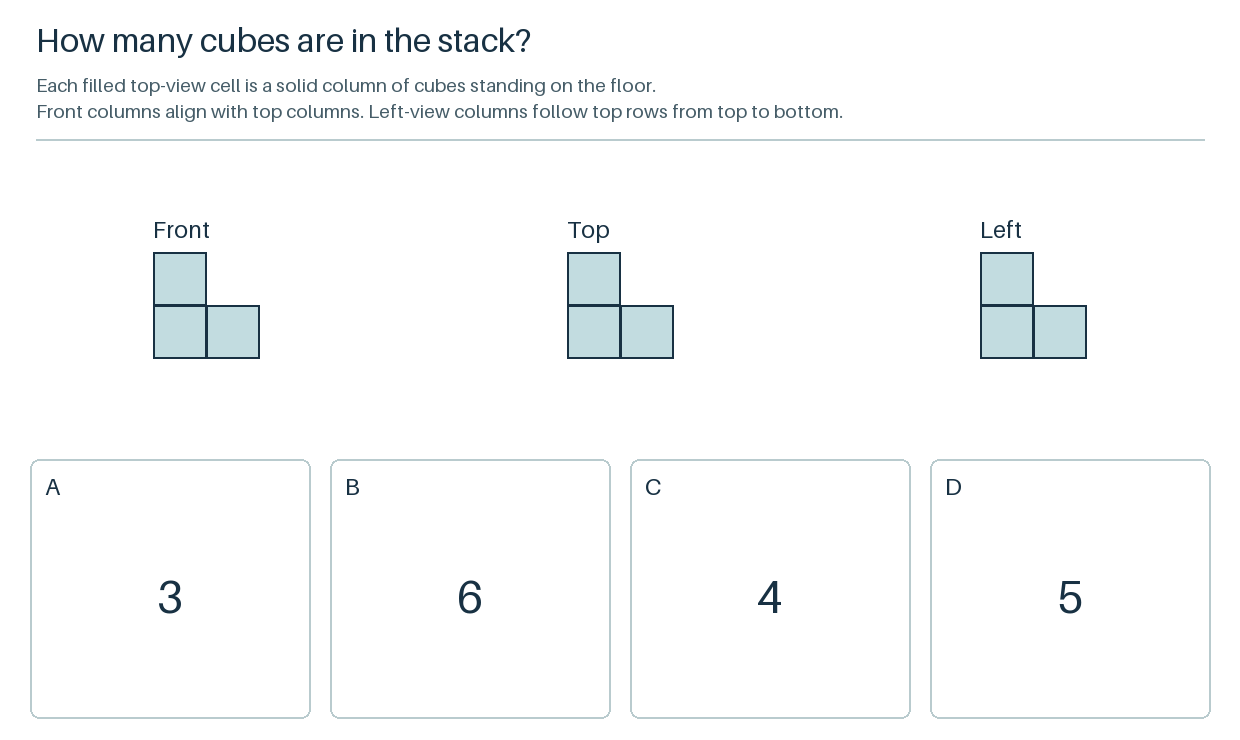 How many cubes are in the stack?
Each filled top-view cell is a solid column of cubes standing on the floor.
Front columns align with top columns. Left-view columns follow top rows from top to bottom.
Front
Top
Left
A
B
C
D
3
6
4
5